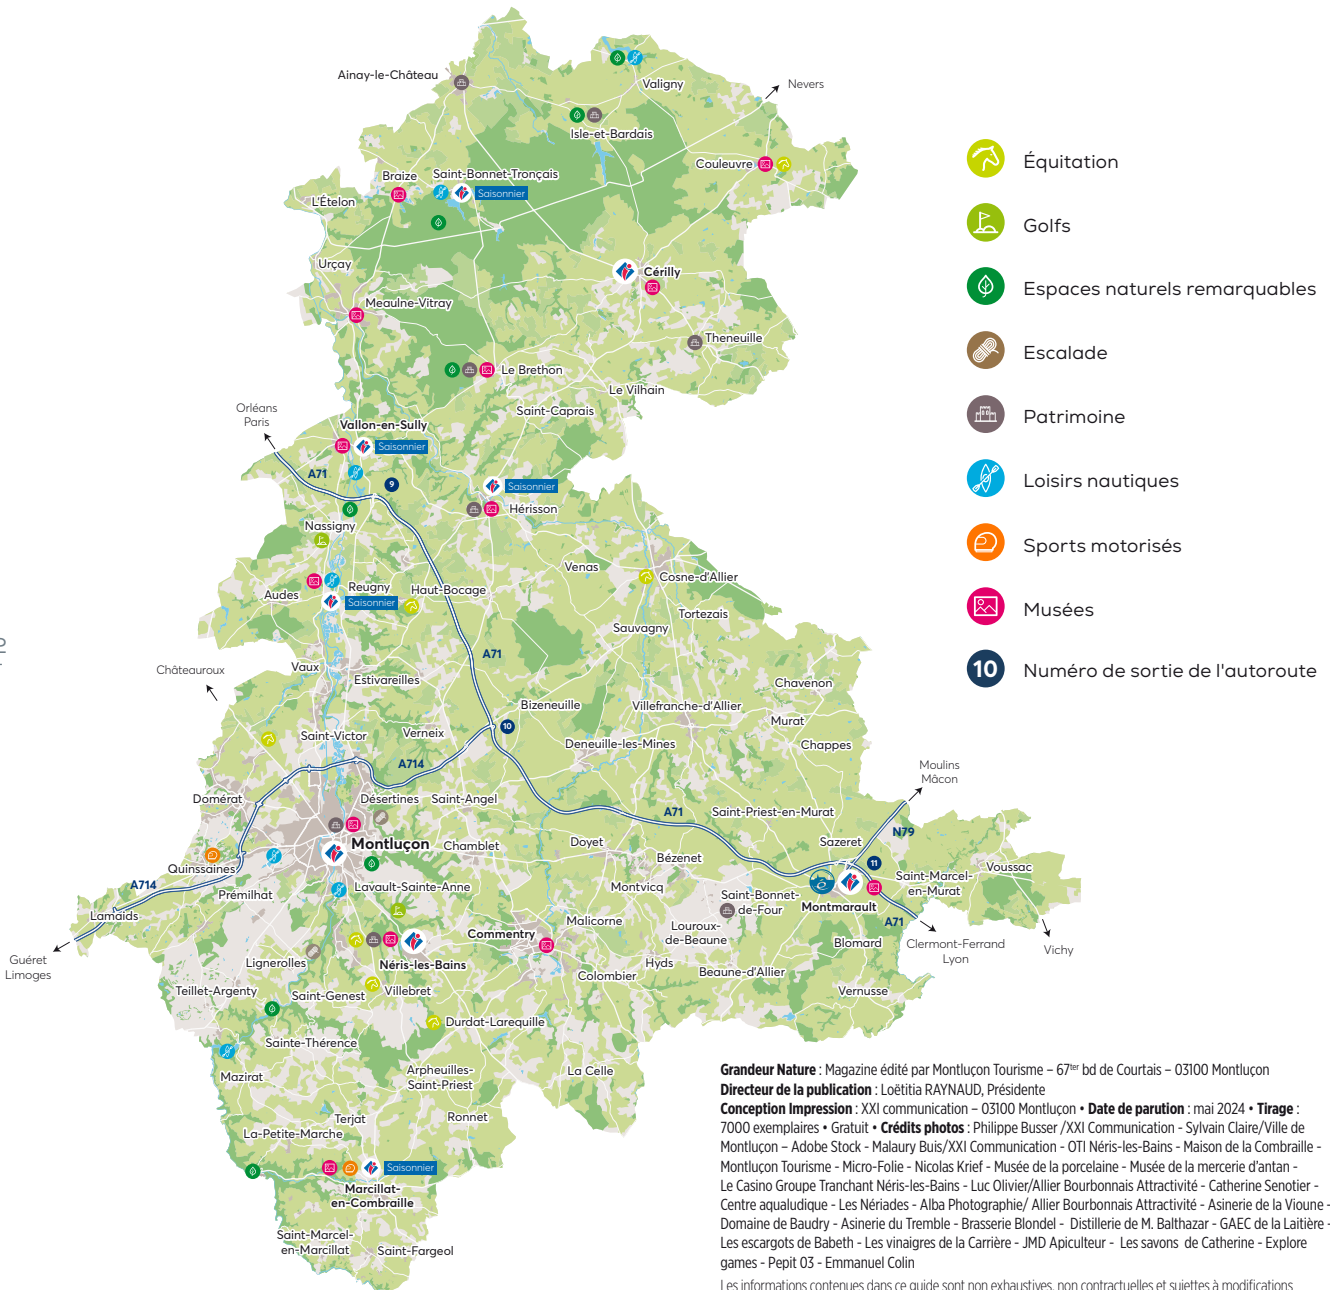 Ainay-le-Château
Valigny
Nevers
Isle-et-Bardais
Couleuvre
Braize
Saint-Bonnet-Tronçais
Saisonnier
L'Ételon
Urçay
Cérilly
Meaulne-Vitray
Theneuille
Le Brethon
Le Vilhain
Saint-Caprais
Orléans
Paris
Vallon-en-Sully
Saisonnier
A71
9
Saisonnier
Hérisson
Nassigny
Venas
Cosne-d'Allier
Reugny
Haut-Bocage
Audes
Saisonnier
Tortezais
Sauvagny
A71
Châteauroux
Vaux
Estivareilles
Chavenon
Bizeneuille
Villefranche-d'Allier
Murat
10
Saint-Victor
Verneix
Deneuille-les-Mines
Chappes
A714
Moulins
Mâcon
Domérat
Désertines
Saint-Angel
A71
Saint-Priest-en-Murat
N79
Montluçon
Chamblet
Doyet
Sazeret
Bézenet
11
Quinssaines
Voussac
A714
Prémilhat
Lavault-Sainte-Anne
Montvicq
Saint-Bonnet-
de-Four
Montmarault
Saint-Marcel-
en-Murat
Lamaids
Malicorne
A71
Commentry
Louroux-
de-Beaune
Blomard
Clermont-Ferrand
Lyon
Vichy
Guéret
Limoges
Lignerolles
Néris-les-Bains
Hyds
Colombier
Beaune-d'Allier
Teillet-Argenty
Saint-Genest
Villebret
Vernusse
Durdat-Larequille
Sainte-Thérence
Mazirat
Arpheuilles-
Saint-Priest
La Celle
Terjat
Ronnet
La-Petite-Marche
Saisonnier
Marcillat-
en-Combraille
Saint-Marcel-
en-Marcillat
Saint-Fargeol
Équitation
Golfs
Espaces naturels remarquables
Escalade
Patrimoine
Loisirs nautiques
Sports motorisés
Musées
10 Numéro de sortie de l'autoroute
Grandeur Nature : Magazine édité par Montluçon Tourisme – 67ter bd de Courtais – 03100 Montluçon
Directeur de la publication : Loëtitia RAYNAUD, Présidente
Conception Impression : XXI communication – 03100 Montluçon • Date de parution : mai 2024 • Tirage :
7000 exemplaires • Gratuit • Crédits photos : Philippe Busser /XXI Communication - Sylvain Claire/Ville de
Montluçon – Adobe Stock - Malaury Buis/XXI Communication - OTI Néris-les-Bains - Maison de la Combraille -
Montluçon Tourisme - Micro-Folie - Nicolas Krief - Musée de la porcelaine - Musée de la mercerie d'antan -
Le Casino Groupe Tranchant Néris-les-Bains - Luc Olivier/Allier Bourbonnais Attractivité - Catherine Senotier -
Centre aqualudique - Les Nériades - Alba Photographie/ Allier Bourbonnais Attractivité - Asinerie de la Vioune -
Domaine de Baudry - Asinerie du Tremble - Brasserie Blondel - Distillerie de M. Balthazar - GAEC de la Laitière -
Les escargots de Babeth - Les vinaigres de la Carrière - JMD Apiculteur - Les savons de Catherine - Explore
games - Pepit 03 - Emmanuel Colin
Les informations contenues dans ce guide sont non exhaustives, non contractuelles et sujettes à modifications